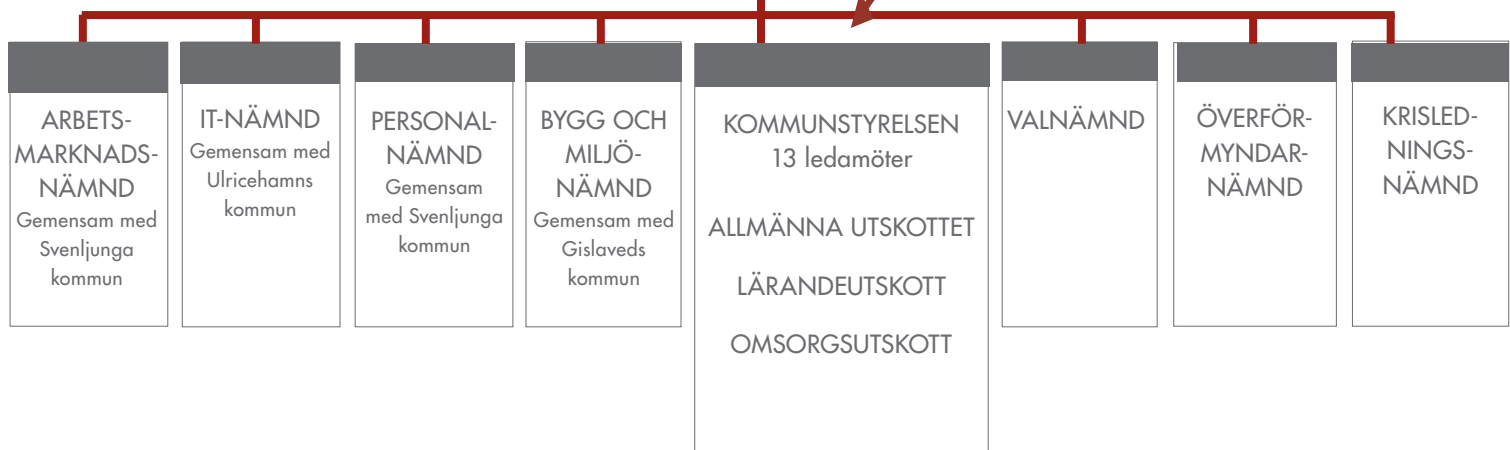 ARBETS-
MARKNADS-
NÄMND
Gemensam med
Svenljunga
kommun
IT-NÄMND
Gemensam med
Ulricehamns
kommun
PERSONAL-
NÄMND
Gemensam
med Svenljunga
kommun
BYGG OCH
MILJÖ-
NÄMND
Gemensam med
Gislaveds
kommun
KOMMUNSTYRELSEN
13 ledamöter
ALLMÄNNA UTSKOTTET
LÄRANDEUTSKOTT
OMSORGSUTSKOTT
VALNÄMND
ÖVERFÖR-
MYNDAR-
NÄMND
KRISLED-
NINGS-
NÄMND